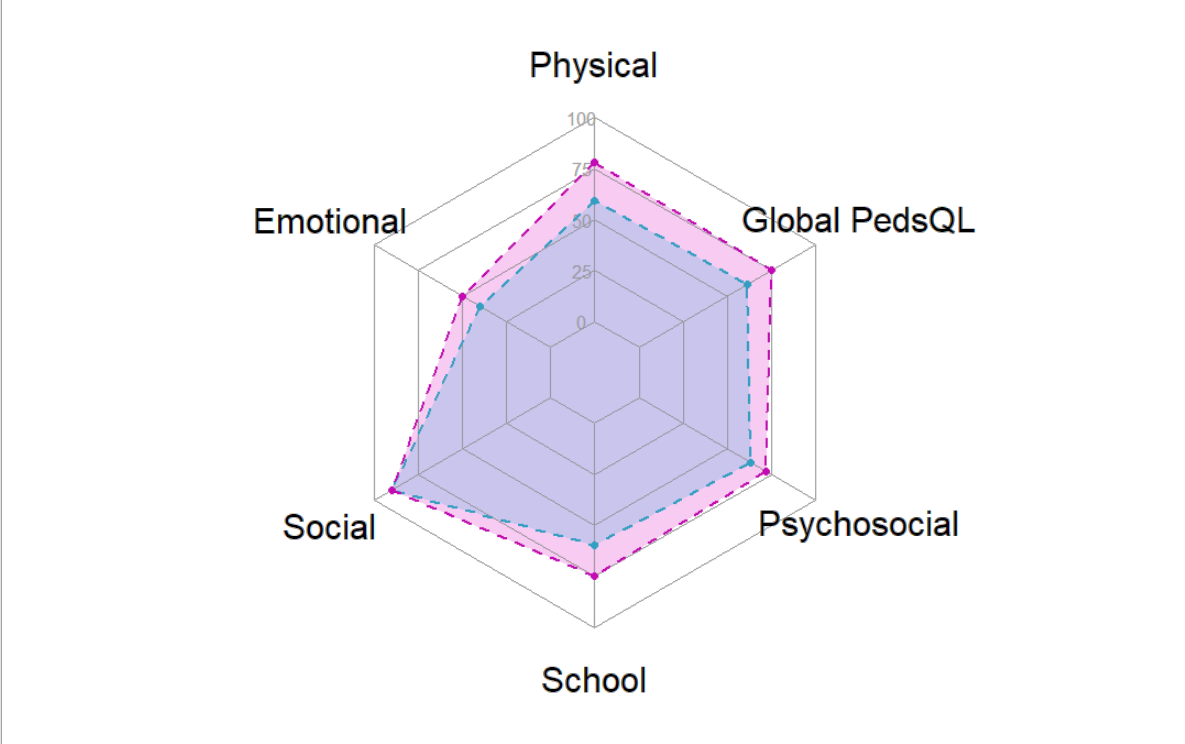 Physical
100
75
Emotional
Global PedsQL
50
25
0
Social
Psychosocial
School